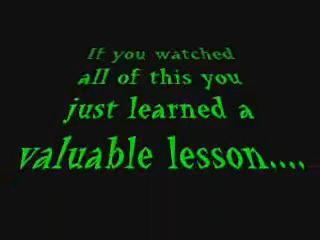 If you watched
all of this you
just learned a
valuable lesson....